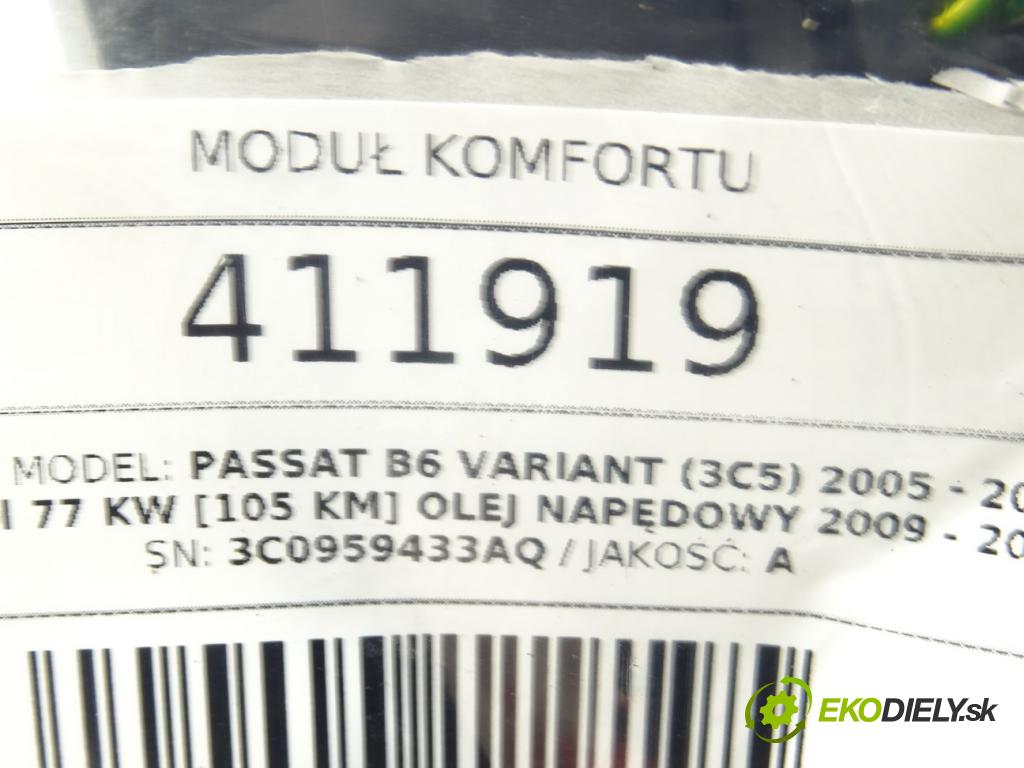 MODUŁ KOMFORTU
411919
MODEL: PASSAT B6 VARIANT (3C5) 2005 - 20
I 77 KW [105 KM] OLEJ NAPĘDOWY 2009 - 20
SN: 3C0959433AQ / JAKOŚĆ: A
EKODIELY.sk